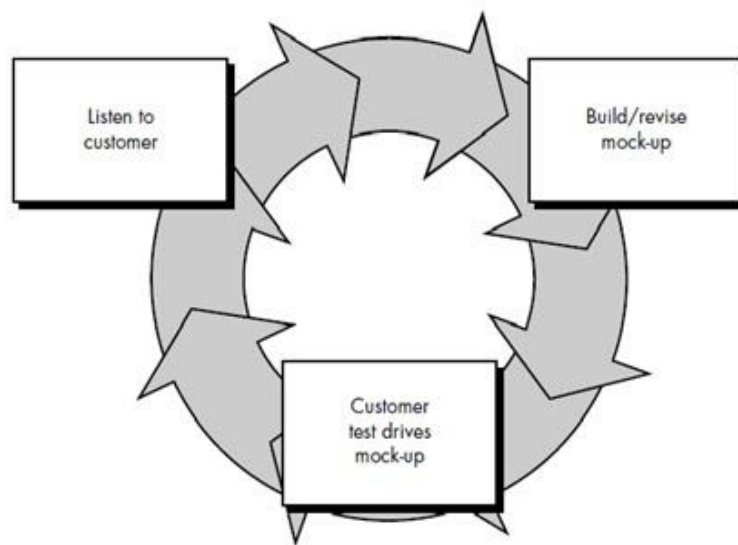 Listen to
customer
Build/revise
mock-up
Customer
test drives
mock-up